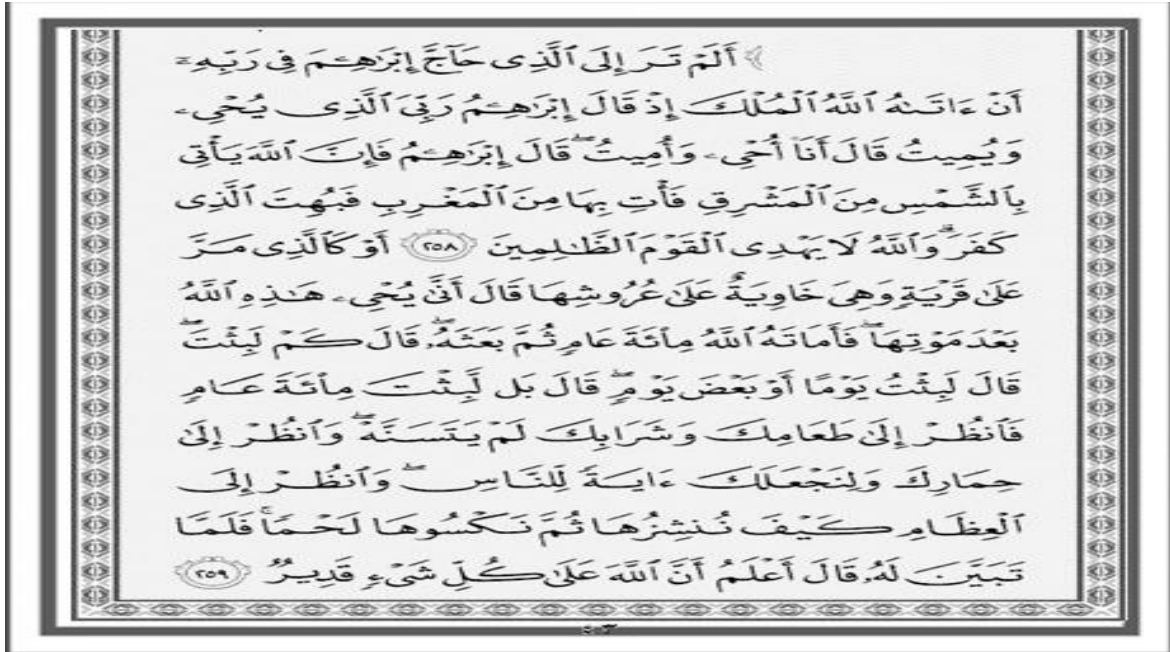 أَلَمْ تَرَ إِلَى ٱلَّذِى حَآجَّ إِبْرَٰهِـۧمَ فِى رَبِّهِۦٓ
أَنْ ءَاتَىٰهُ ٱللَّهُ ٱلْمُلْكَ إِذْ قَالَ إِبْرَٰهِـۧمُ رَبِّىَ ٱلَّذِى يُحْىِۦ
وَيُمِيتُ قَالَ أَنَا۠ أُحْىِۦ وَأُمِيتُ ۖ قَالَ إِبْرَٰهِـۧمُ فَإِنَّ ٱللَّهَ يَأْتِى
بِٱلشَّمْسِ مِنَ ٱلْمَشْرِقِ فَأْتِ بِهَا مِنَ ٱلْمَغْرِبِ فَبُهِتَ ٱلَّذِى
كَفَرَ ۗ وَٱللَّهُ لَا يَهْدِى ٱلْقَوْمَ ٱلظَّـٰلِمِينَ ٢٥٨ أَوْ كَٱلَّذِى مَرَّ
عَلَىٰ قَرْيَةٍ وَهِىَ خَاوِيَةٌ عَلَىٰ عُرُوشِهَا قَالَ أَنَّىٰ يُحْىِۦ هَـٰذِهِ ٱللَّهُ
بَعْدَ مَوْتِهَا ۖ فَأَمَاتَهُ ٱللَّهُ مِا۟ئَةَ عَامٍ ثُمَّ بَعَثَهُۥ ۖ قَالَ كَمْ لَبِثْتَ ۖ
قَالَ لَبِثْتُ يَوْمًا أَوْ بَعْضَ يَوْمٍ ۖ قَالَ بَل لَّبِثْتَ مِا۟ئَةَ عَامٍ
فَٱنظُرْ إِلَىٰ طَعَامِكَ وَشَرَابِكَ لَمْ يَتَسَنَّهْ ۖ وَٱنظُرْ إِلَىٰ
حِمَارِكَ وَلِنَجْعَلَكَ ءَايَةً لِّلنَّاسِ ۖ وَٱنظُرْ إِلَى
ٱلْعِظَامِ كَيْفَ نُنشِزُهَا ثُمَّ نَكْسُوهَا لَحْمًا ۚ فَلَمَّا
تَبَيَّنَ لَهُۥ قَالَ أَعْلَمُ أَنَّ ٱللَّهَ عَلَىٰ كُلِّ شَىْءٍ قَدِيرٌ ٢٥٩
٤٣